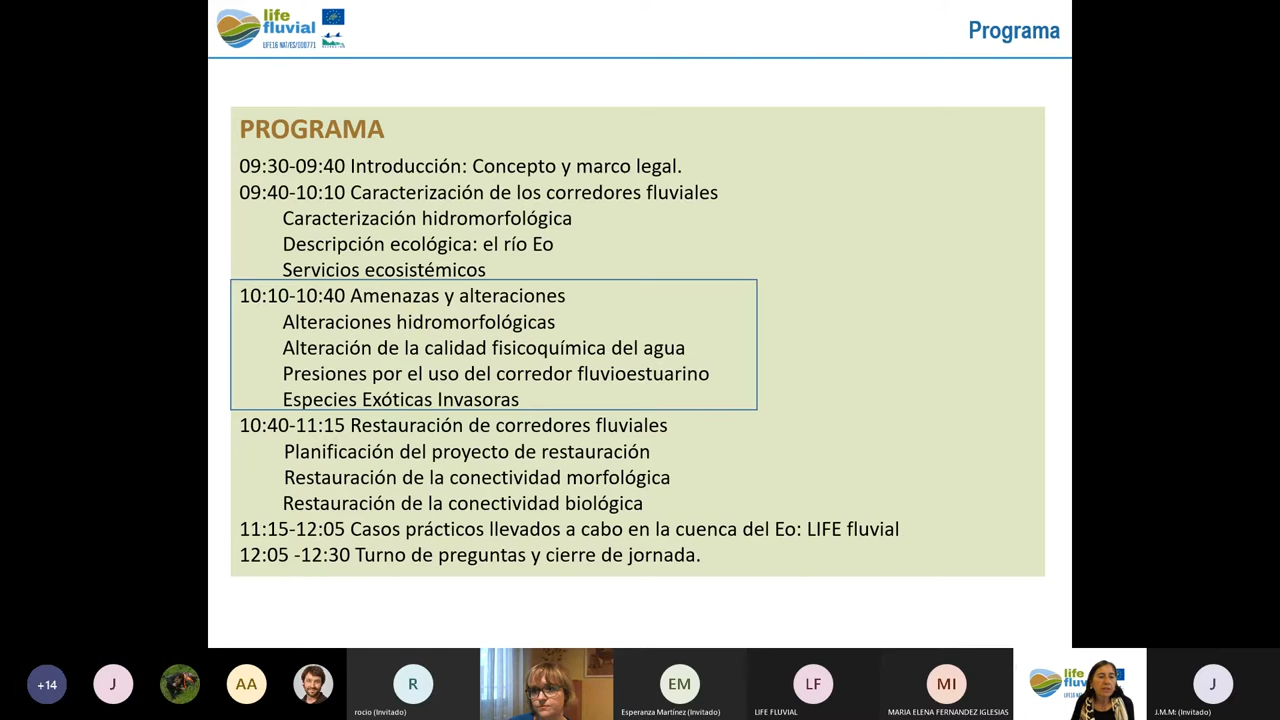 life
fluvial
LIFE16 NAT/ES/000771
Programa
PROGRAMA
09:30-09:40 Introducción: Concepto y marco legal.
09:40-10:10 Caracterización de los corredores fluviales
Caracterización hidromorfológica
Descripción ecológica: el río Eo
Servicios ecosistémicos
10:10-10:40 Amenazas y alteraciones
Alteraciones hidromorfológicas
Alteración de la calidad fisicoquímica del agua
Presiones por el uso del corredor fluvioestuarino
Especies Exóticas Invasoras
10:40-11:15 Restauración de corredores fluviales
Planificación del proyecto de restauración
Restauración de la conectividad morfológica
Restauración de la conectividad biológica
11:15-12:05 Casos prácticos llevados a cabo en la cuenca del Eo: LIFE fluvial
12:05 -12:30 Turno de preguntas y cierre de jornada.
+14
J
AA
R
rocio (Invitado)
EM
Esperanza Martínez (Invitado)
LF
LIFE FLUVIAL
MI
MARIA ELENA FERNANDEZ IGLESIAS
life
J
J.M.M: (Invitado)